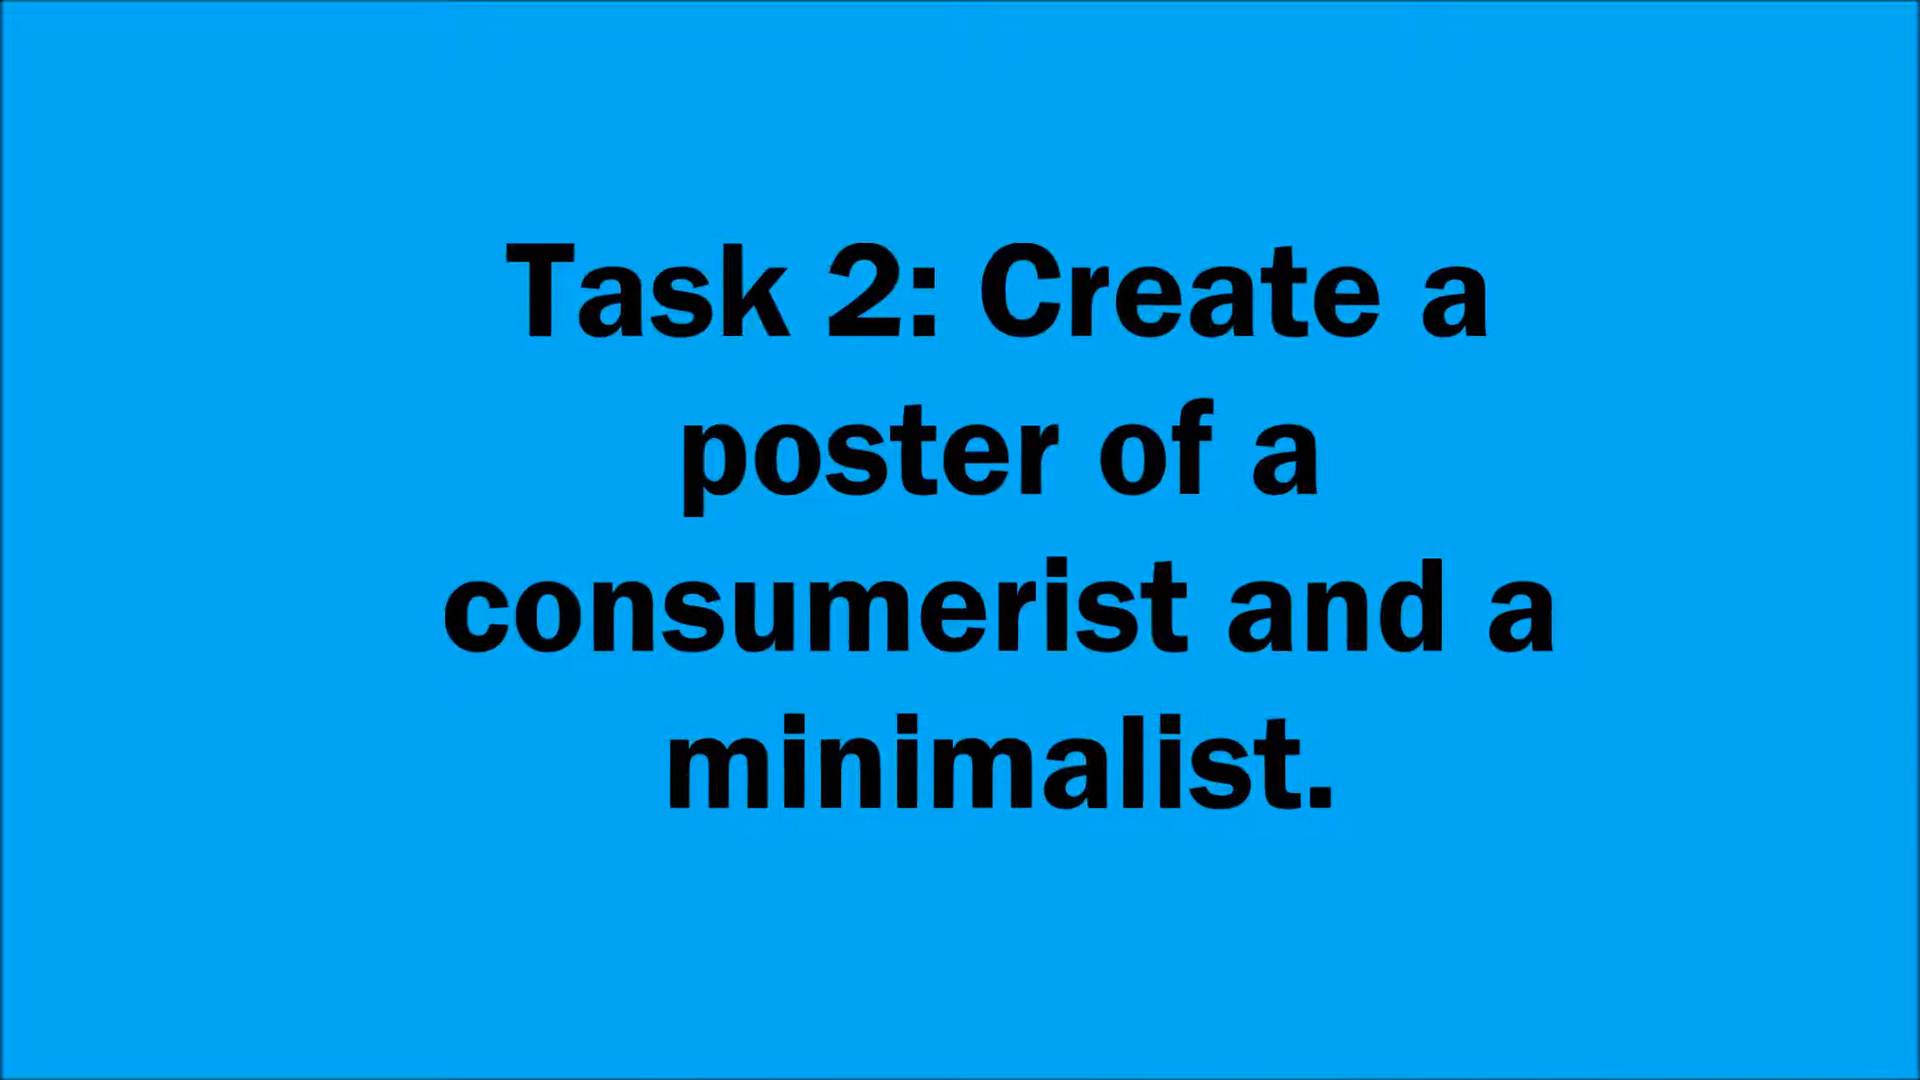 Task 2: Create a
poster of a
consumerist and a
minimalist.